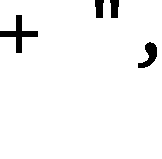 + ",